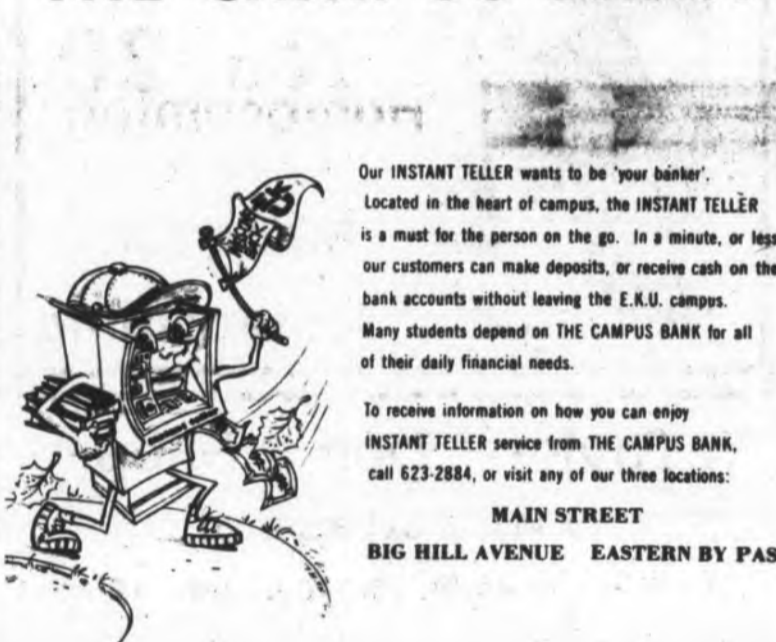 Our INSTANT TELLER wants to be 'your banker'.
Located in the heart of campus, the INSTANT TELLER
is a must for the person on the go. In a minute, or less
our customers can make deposits, or receive cash on the
bank accounts without leaving the E.K.U. campus.
Many students depend on THE CAMPUS BANK for all
of their daily financial needs.
To receive information on how you can enjoy
INSTANT TELLER service from THE CAMPUS BANK,
call 623-2884, or visit any of our three locations:
MAIN STREET
BIG HILL AVENUE EASTERN BY PAS